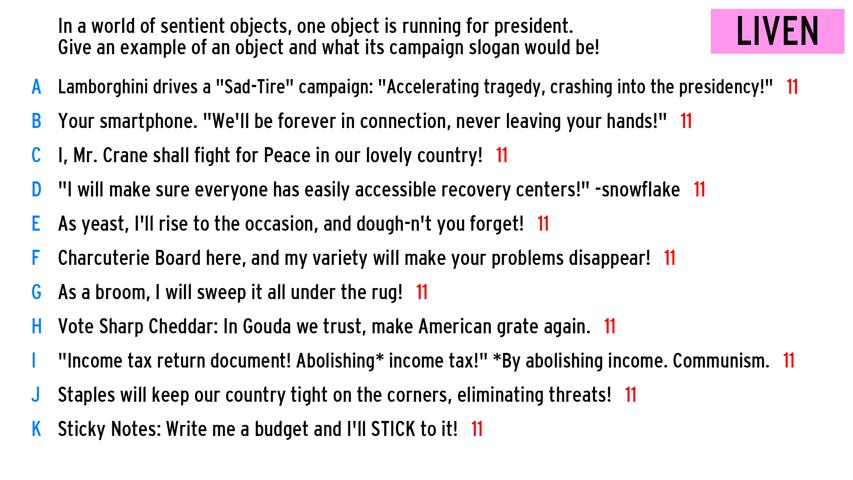 In a world of sentient objects, one object is running for president.
Give an example of an object and what its campaign slogan would be!
LIVEN
A Lamborghini drives a "Sad-Tire" campaign: "Accelerating tragedy, crashing into the presidency!" 11
B Your smartphone. "We'll be forever in connection, never leaving your hands!" 11
C I, Mr. Crane shall fight for Peace in our lovely country! 11
D "I will make sure everyone has easily accessible recovery centers!" -snowflake 11
E As yeast, I'll rise to the occasion, and dough-n't you forget! 11
F Charcuterie Board here, and my variety will make your problems disappear! 11
G As a broom, I will sweep it all under the rug! 11
H Vote Sharp Cheddar: In Gouda we trust, make American grate again. 11
I "Income tax return document! Abolishing* income tax!" *By abolishing income. Communism. 11
J Staples will keep our country tight on the corners, eliminating threats! 11
K Sticky Notes: Write me a budget and I'll STICK to it! 11